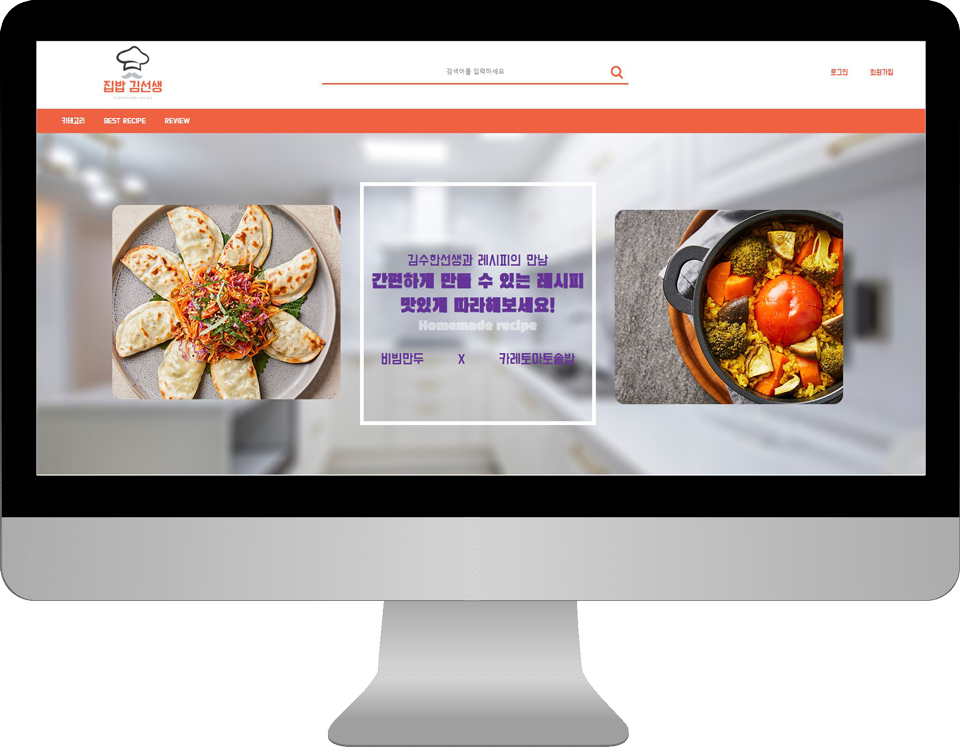 집밥 김선생
검색어를 입력하세요
로그인
회원가입
카테고리
BEST RECIPE
REVIEW
김수한선생과 레시피의 만남
간편하게 만들 수 있는 레시피
맛있게 따라해보세요!
Homemade recipe
비빔만두 X 카레토마토솥밥